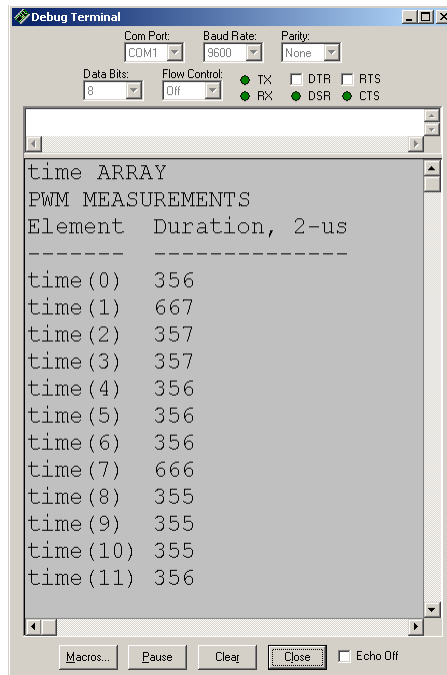 Debug Terminal
Com Port: Baud Rate: Parity:
COM1 9600 None
Data Bits: Flow Control: TX DTR RTS
8 Off RX DSR CTS
time ARRAY
PWM MEASUREMENTS
Element Duration, 2-us
------- --------------
time(0) 356
time(1) 667
time(2) 357
time(3) 357
time(4) 356
time(5) 356
time(6) 356
time(7) 666
time(8) 355
time(9) 355
time(10) 355
time(11) 356
Macros... Pause Clear Close Echo Off